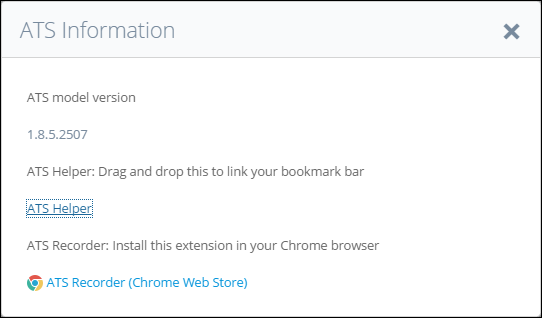 ATS Information
ATS model version
1.8.5.2507
ATS Helper: Drag and drop this to link your bookmark bar
ATS Helper
ATS Recorder: Install this extension in your Chrome browser
ATS Recorder (Chrome Web Store)